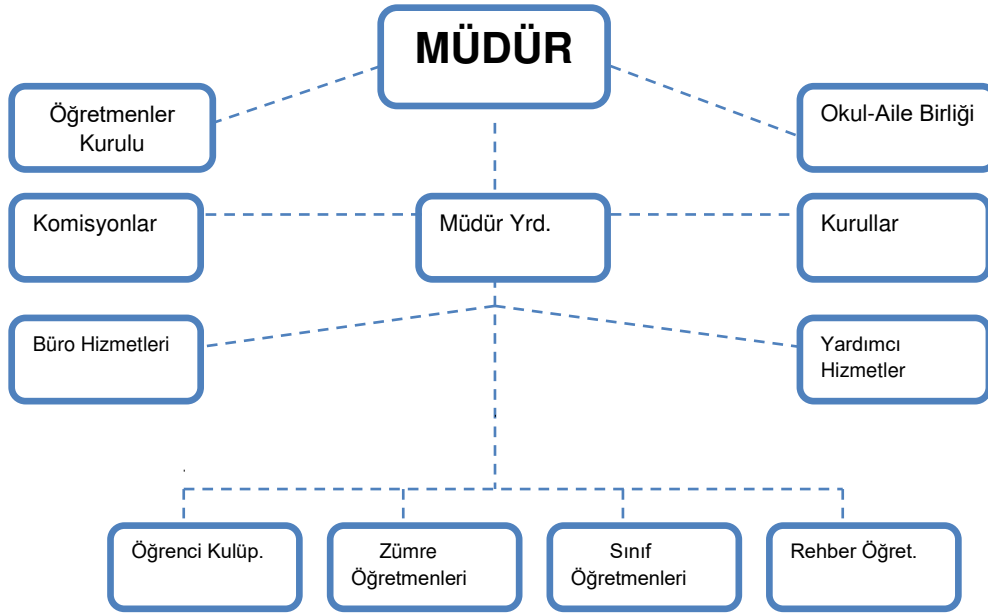 MÜDÜR
Öğretmenler
Kurulu
Okul-Aile Birliği
Komisyonlar
Müdür Yrd.
Kurullar
Büro Hizmetleri
Yardımcı
Hizmetler
Öğrenci Kulüp.
Zümre
Öğretmenleri
Sınıf
Öğretmenleri
Rehber Öğret.